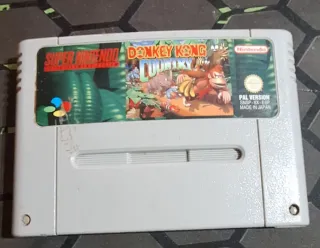 SUPER NINTENDO
DONKEY KONG
COUNTRY
Nintendo
PAL VERSION
MADE IN JAPAN